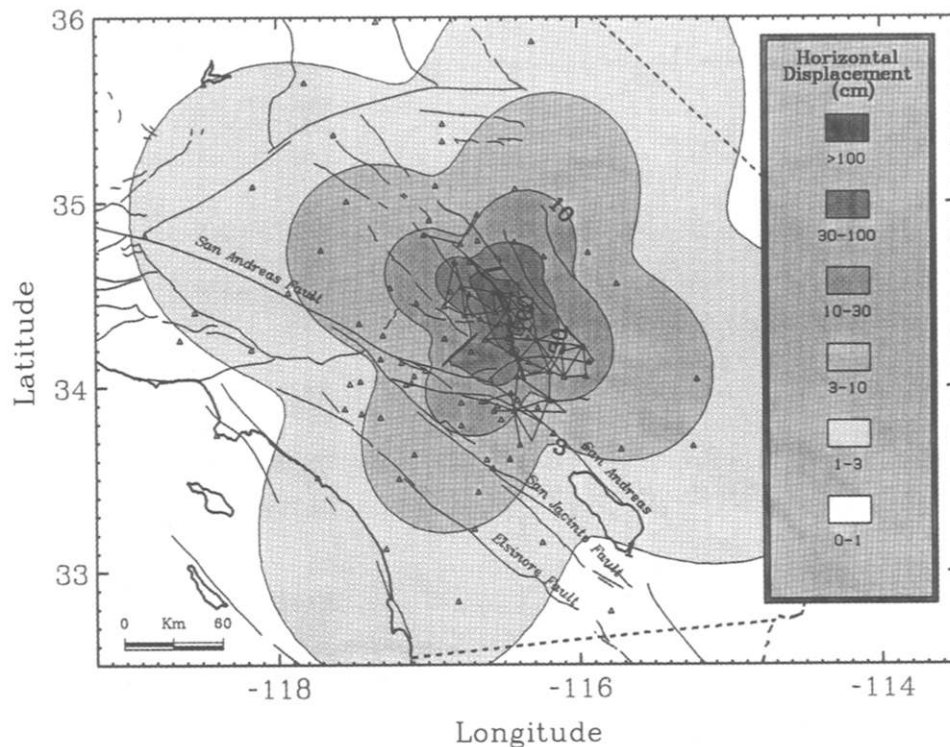 36
35
34
33
Latitude
-118
-116
-114
Longitude
San Andreas Fault
San Andreas
San Jacinto Fault
Elsinore Fault
10
3
0 Km 60
Horizontal
Displacement
(cm)
>100
30-100
10-30
3-10
1-3
0-1